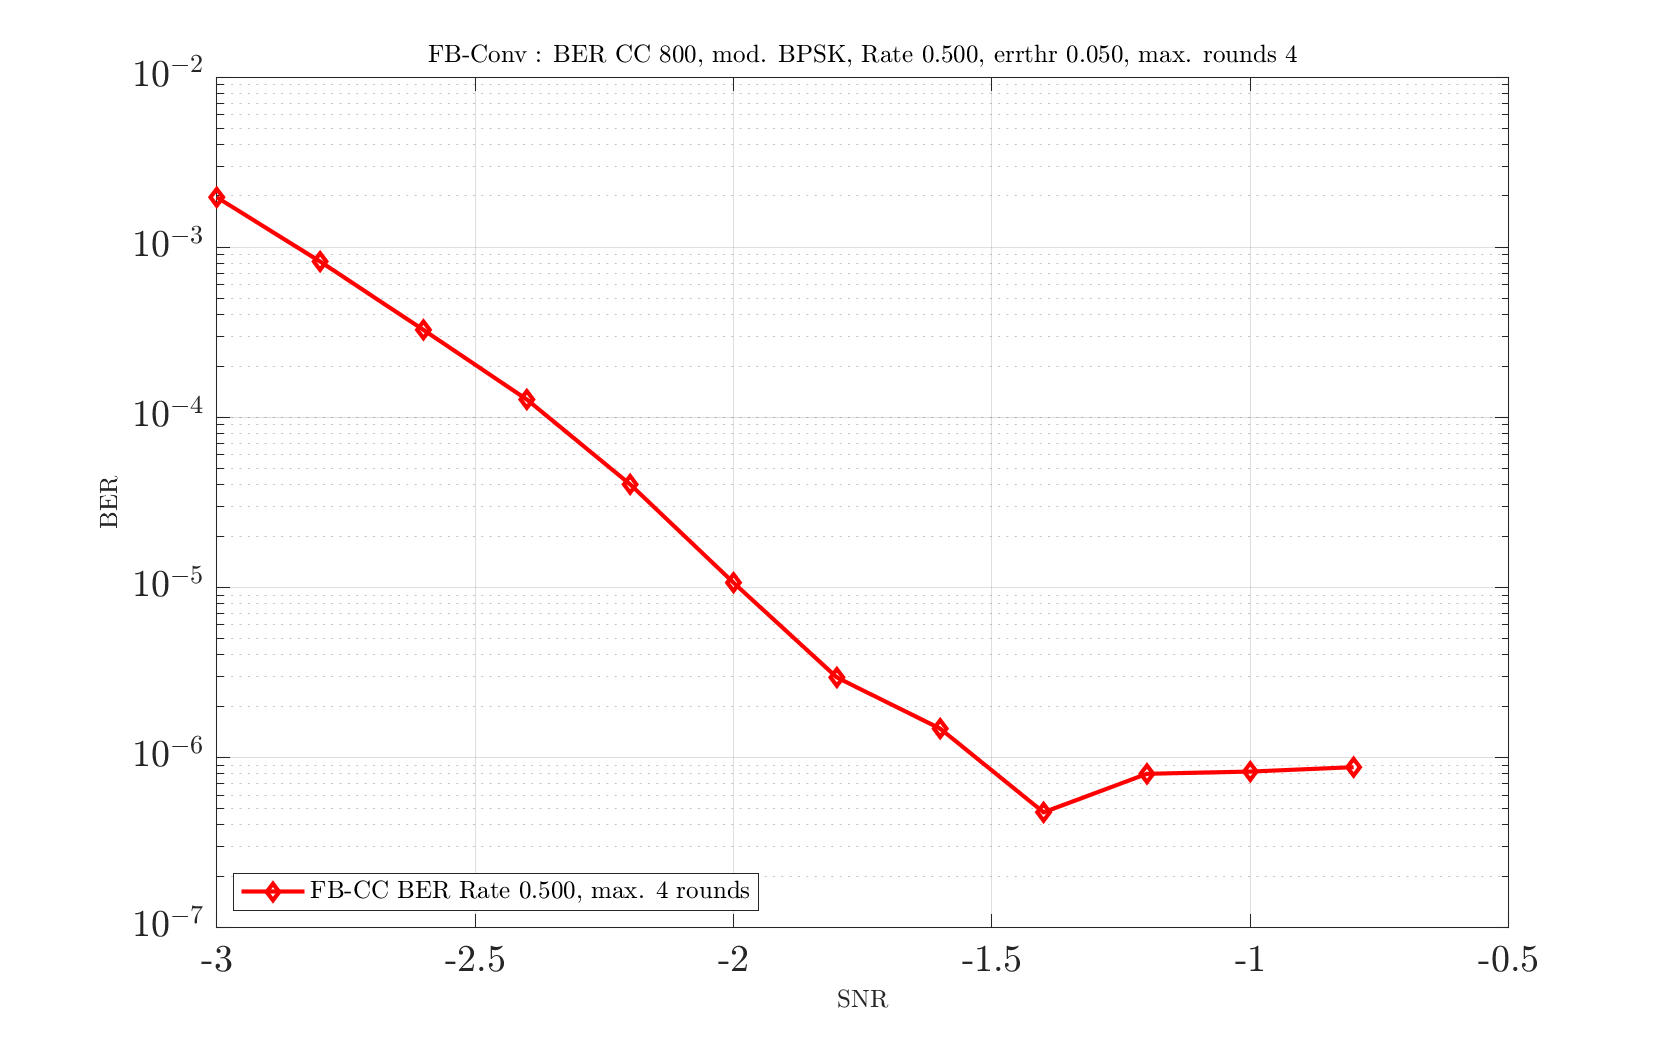 FB-Conv : BER CC 800, mod. BPSK, Rate 0.500, errthr 0.050, max. rounds 4
10⁻²
10⁻³
10⁻⁴
10⁻⁵
10⁻⁶
10⁻⁷
BER
FB-CC BER Rate 0.500, max. 4 rounds
-3 -2.5 -2 -1.5 -1 -0.5
SNR